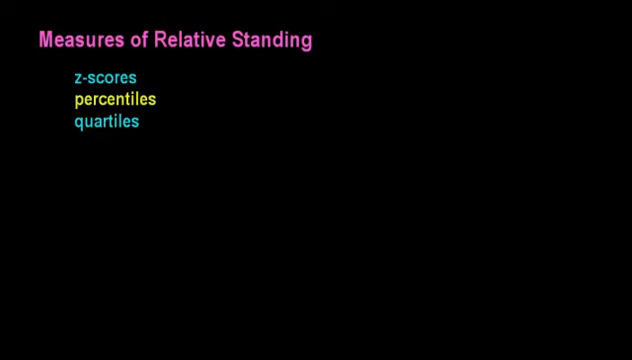 Measures of Relative Standing
z-scores
percentiles
quartiles